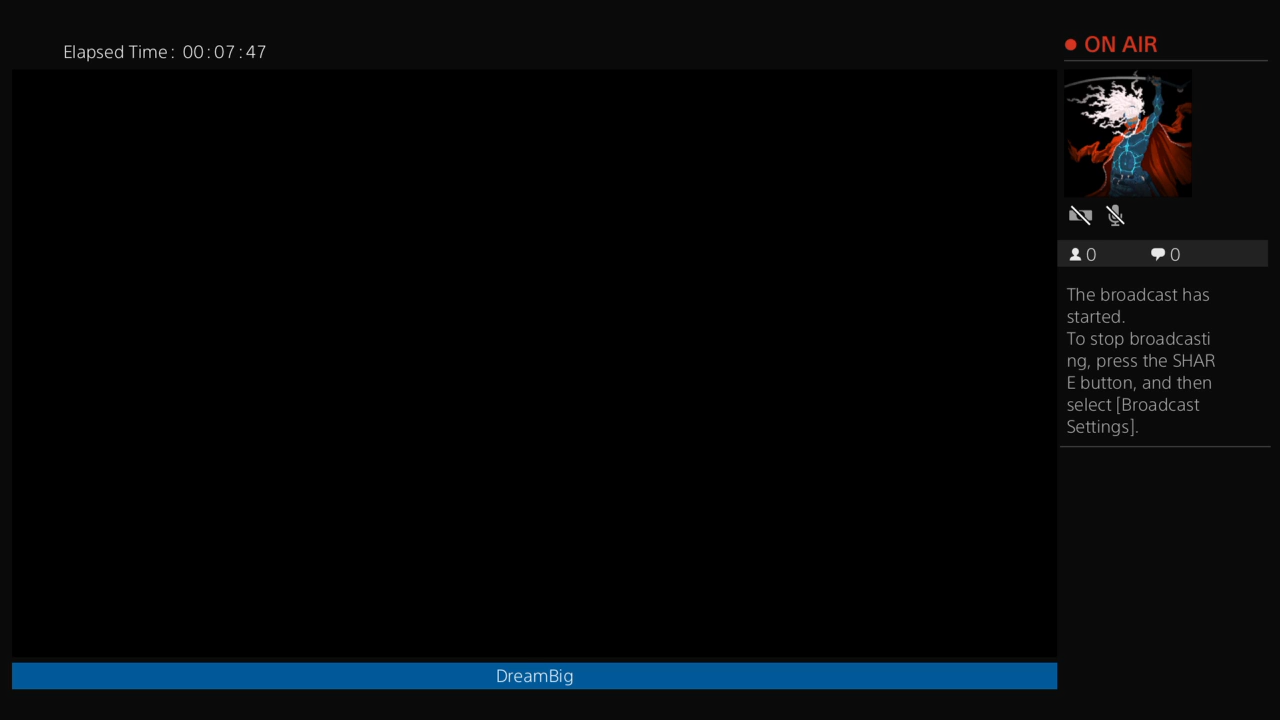 Elapsed Time: 00:07:47
ON AIR
0 0
The broadcast has
started.
To stop broadcasti
ng, press the SHAR
E button, and then
select [Broadcast
Settings].
DreamBig